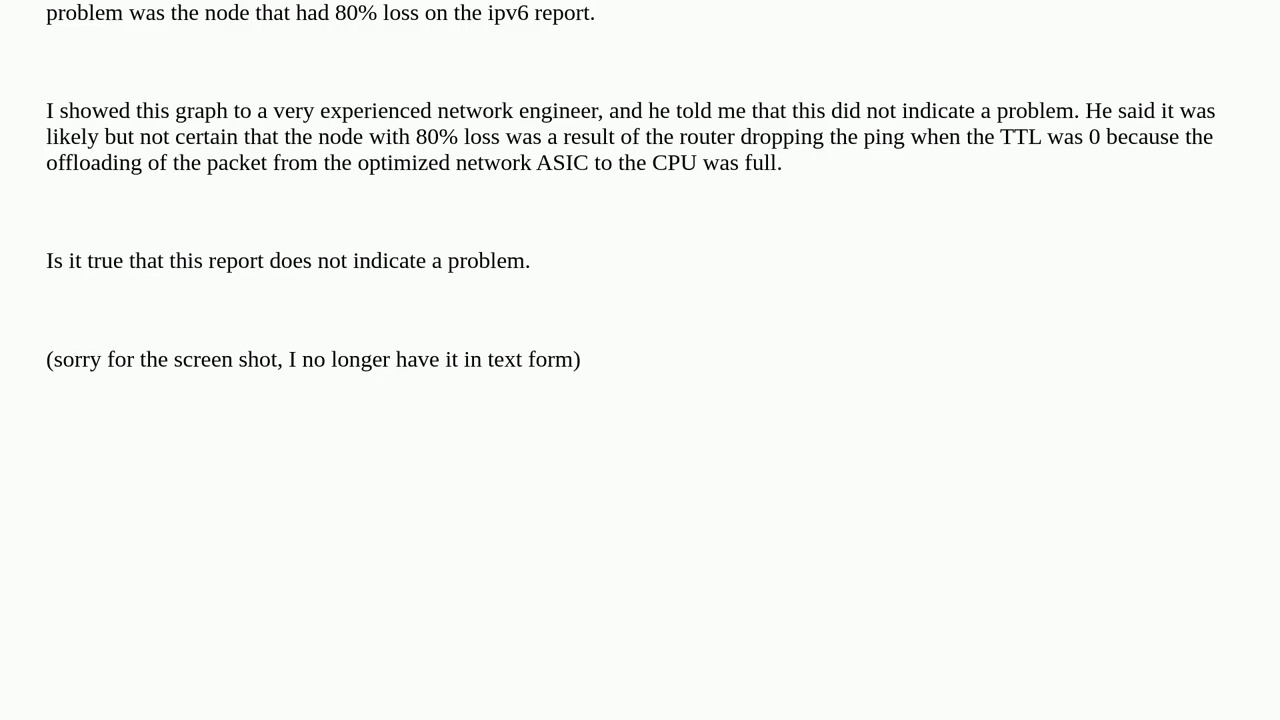 problem was the node that had 80% loss on the ipv6 report.
I showed this graph to a very experienced network engineer, and he told me that this did not indicate a problem. He said it was
likely but not certain that the node with 80% loss was a result of the router dropping the ping when the TTL was 0 because the
offloading of the packet from the optimized network ASIC to the CPU was full.
Is it true that this report does not indicate a problem.
(sorry for the screen shot, I no longer have it in text form)